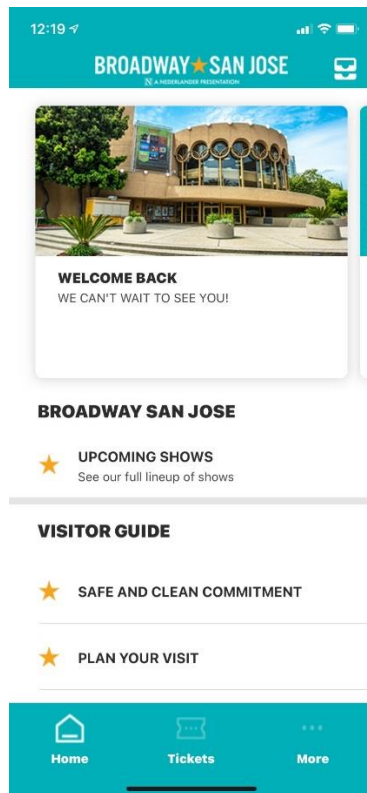 12:19
BROADWAY★SAN JOSE
N A NEDERLANDER PRESENTATION
WELCOME BACK
WE CAN'T WAIT TO SEE YOU!
BROADWAY SAN JOSE
UPCOMING SHOWS
See our full lineup of shows
VISITOR GUIDE
SAFE AND CLEAN COMMITMENT
PLAN YOUR VISIT
Home
Tickets
More